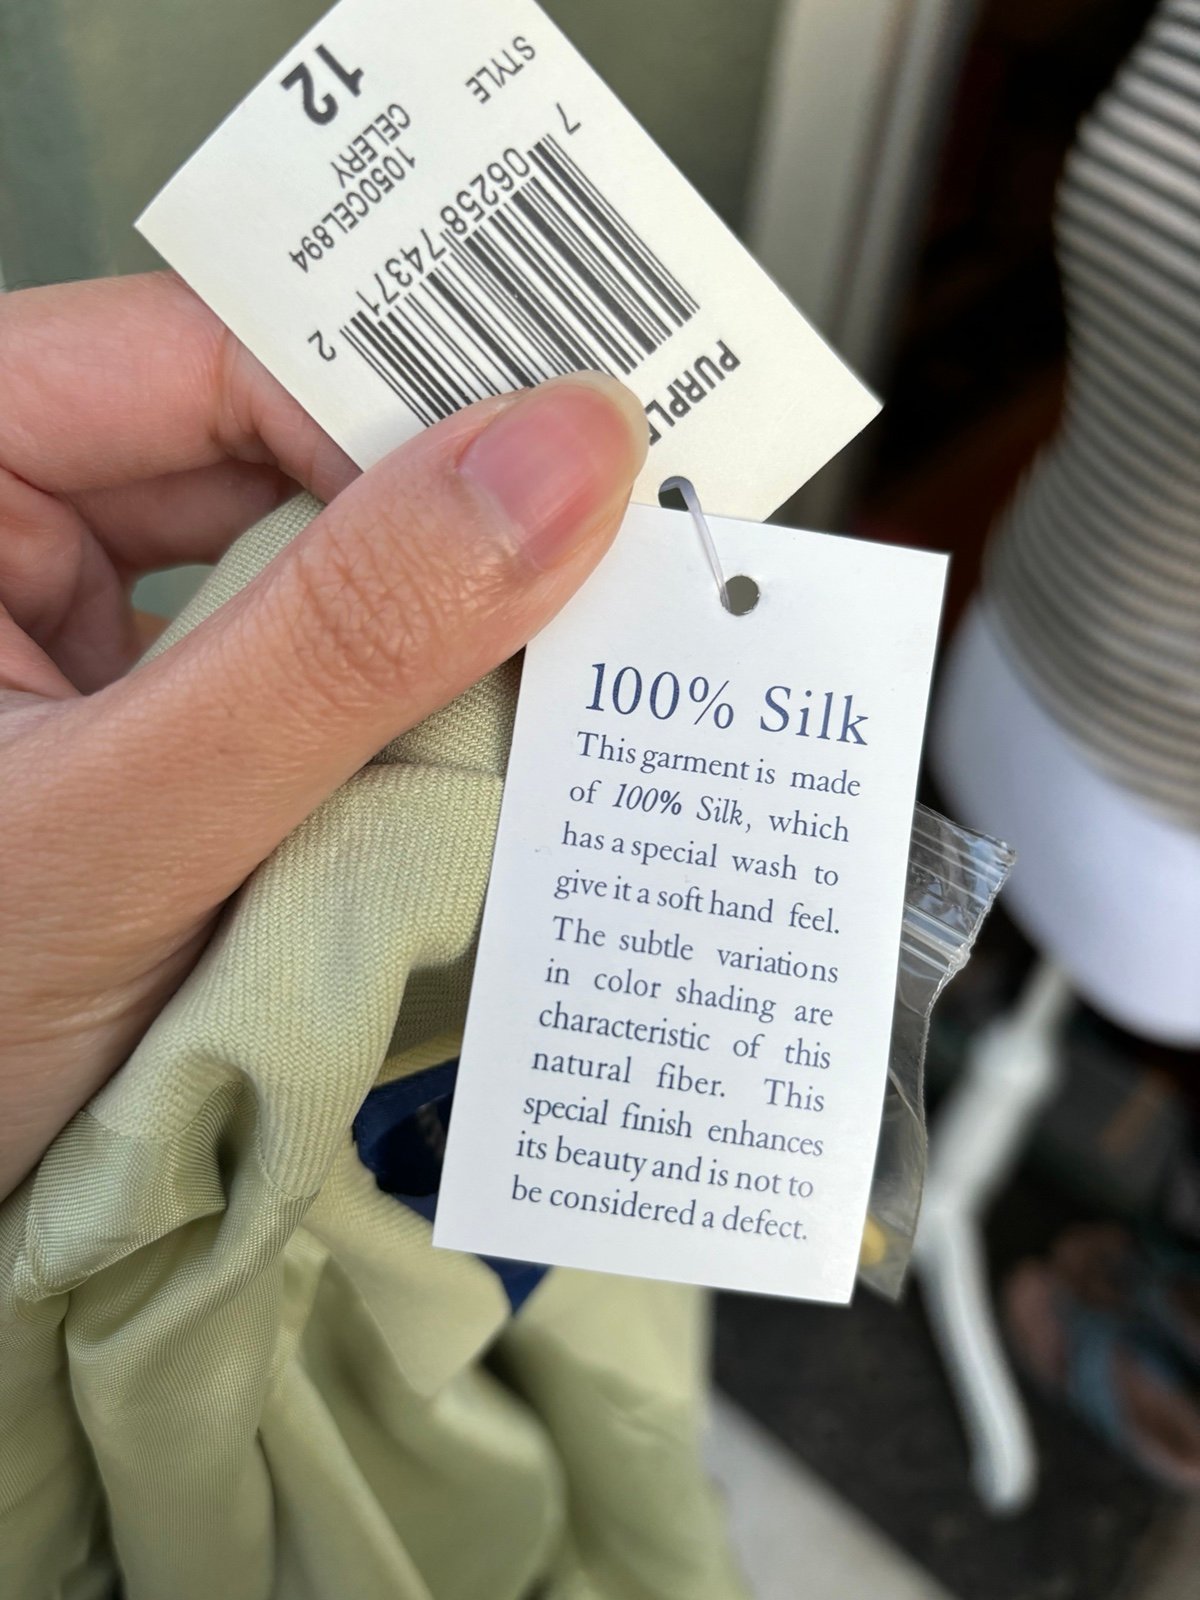 12
CELERY
1050CEL894
STYLE
7 06258 74371 2
100% Silk
This garment is made
of 100% Silk, which
has a special wash to
give it a soft hand feel.
The subtle variations
in color shading are
characteristic of this
natural fiber. This
special finish enhances
its beauty and is not to
be considered a defect.